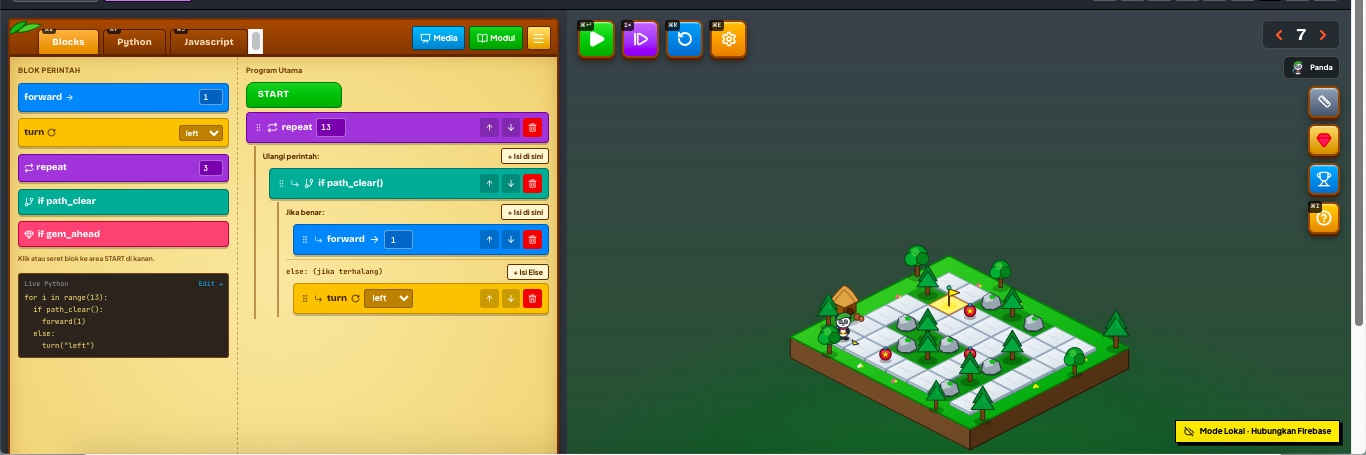 Blocks
Python
Javascript
Media
Modul
BLOK PERINTAH
forward → 1
turn left
repeat 3
if path_clear
if gem_ahead
Klik atau seret blok ke area START di kanan.
Live Python Edit →
for i in range(13):
if path_clear():
forward(1)
else:
turn("left")
Program Utama
START
repeat 13
Ulangi perintah: + Isi di sini
if path_clear()
Jika benar: + Isi di sini
forward → 1
else: (jika terhalang) + Isi Else
turn left
⌘↵
⌘R
⌘E
7
Panda
⌘I
Mode Lokal - Hubungkan Firebase